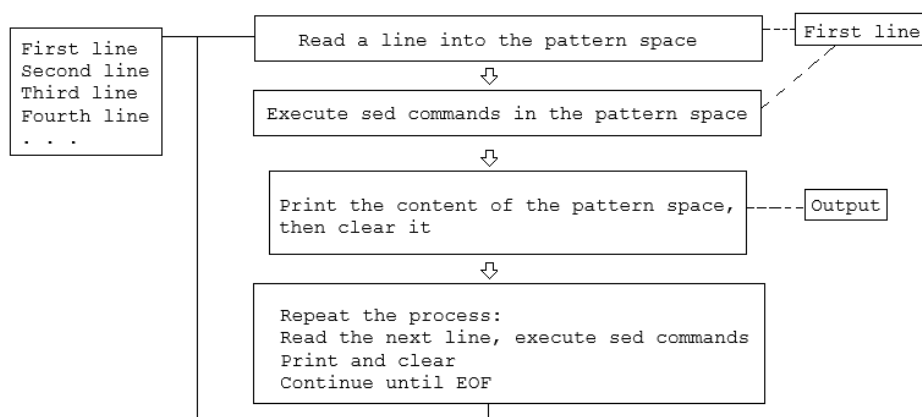 First line
Second line
Third line
Fourth line
. . .
Read a line into the pattern space
First line
Execute sed commands in the pattern space
Print the content of the pattern space,
then clear it
Output
Repeat the process:
Read the next line, execute sed commands
Print and clear
Continue until EOF